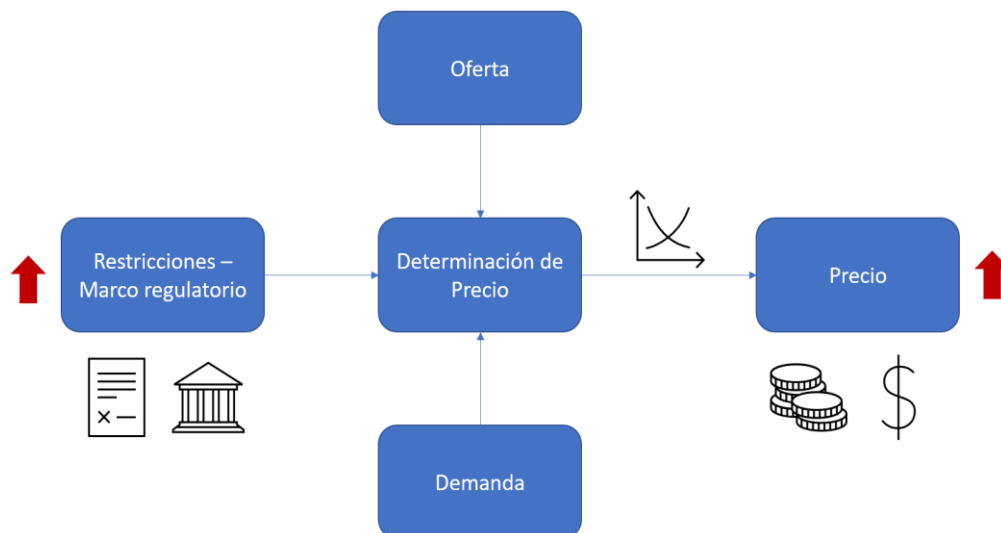 Oferta
Restricciones –
Marco regulatorio
Determinación de
Precio
Precio
Demanda